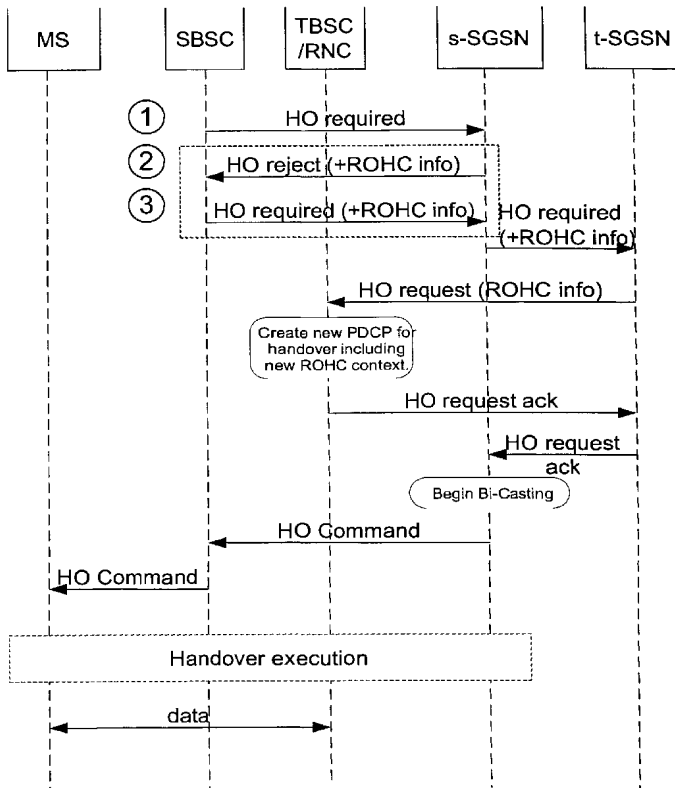 MS
SBSC
TBSC
/RNC
s-SGSN
t-SGSN
1
HO required
2
HO reject (+ROHC info)
3
HO required (+ROHC info)
HO required
(+ROHC info)
HO request (ROHC info)
Create new PDCP for
handover including
new ROHC context.
HO request ack
HO request
ack
Begin Bi-Casting
HO Command
HO Command
Handover execution
data